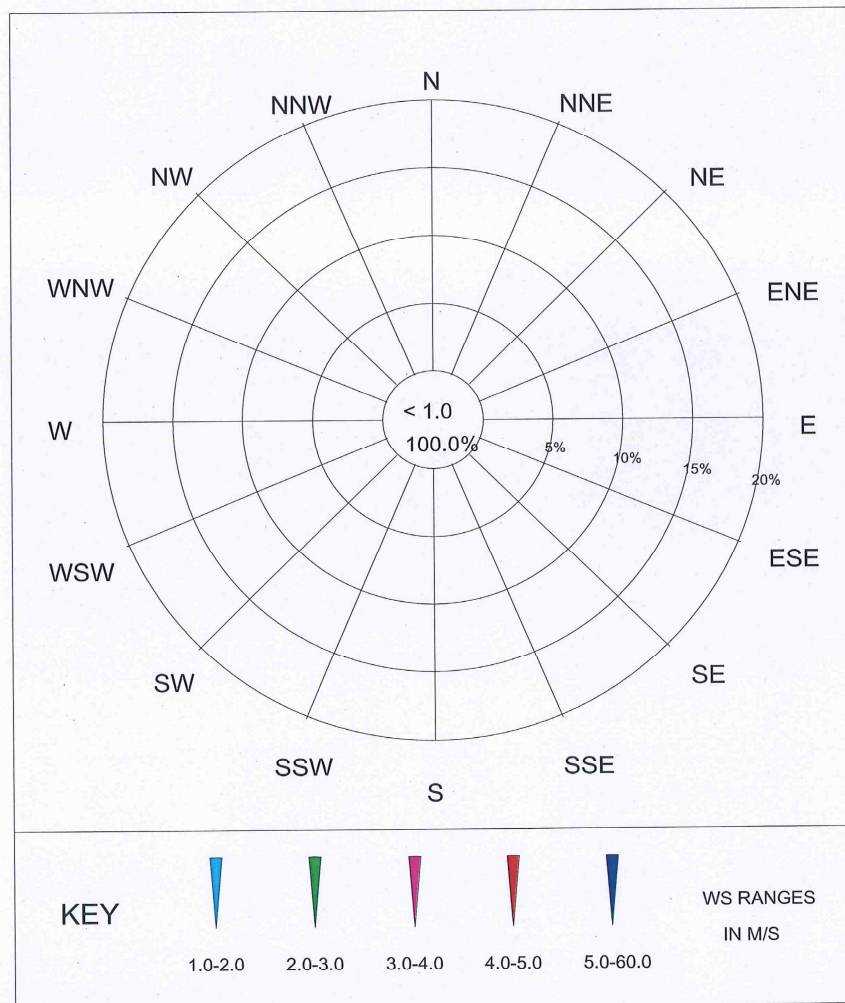 N
NNW
NNE
NW
NE
WNW
ENE
< 1.0
100.0%
W
E
5%
10%
15%
20%
WSW
ESE
SW
SE
SSW
SSE
S
KEY
WS RANGES
IN M/S
1.0-2.0
2.0-3.0
3.0-4.0
4.0-5.0
5.0-60.0